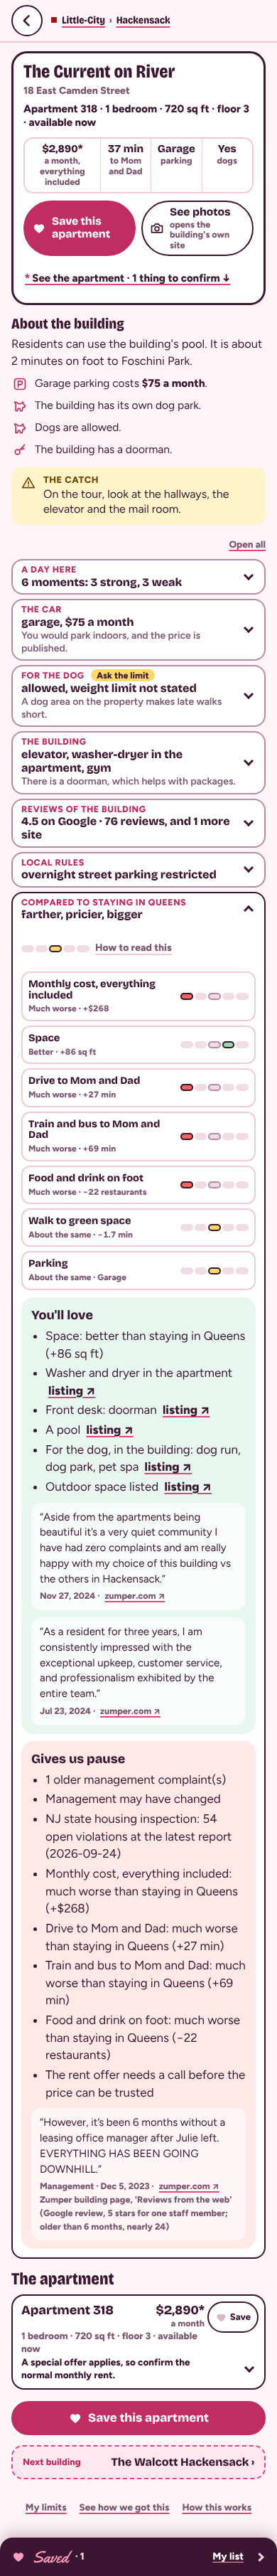 Little-City › Hackensack
The Current on River
18 East Camden Street
Apartment 318 · 1 bedroom · 720 sq ft · floor 3
· available now
$2,890*
a month,
everything
included
37 min
to Mom
and Dad
Garage
parking
Yes
dogs
Save this
apartment
See photos
opens the
building's own
site
* See the apartment · 1 thing to confirm ↓
About the building
Residents can use the building's pool. It is about
2 minutes on foot to Foschini Park.
Garage parking costs $75 a month.
The building has its own dog park.
Dogs are allowed.
The building has a doorman.
THE CATCH
On the tour, look at the hallways, the
elevator and the mail room.
Open all
A DAY HERE
6 moments: 3 strong, 3 weak
THE CAR
garage, $75 a month
You would park indoors, and the price is
published.
FOR THE DOG Ask the limit
allowed, weight limit not stated
A dog area on the property makes late walks
short.
THE BUILDING
elevator, washer-dryer in the
apartment, gym
There is a doorman, which helps with packages.
REVIEWS OF THE BUILDING
4.5 on Google · 76 reviews, and 1 more
site
LOCAL RULES
overnight street parking restricted
COMPARED TO STAYING IN QUEENS
farther, pricier, bigger
How to read this
Monthly cost, everything
included
Much worse · +$268
Space
Better · +86 sq ft
Drive to Mom and Dad
Much worse · +27 min
Train and bus to Mom and
Dad
Much worse · +69 min
Food and drink on foot
Much worse · −22 restaurants
Walk to green space
About the same · −1.7 min
Parking
About the same · Garage
You'll love
• Space: better than staying in Queens
(+86 sq ft)
• Washer and dryer in the apartment
listing ↗
• Front desk: doorman listing ↗
• A pool listing ↗
• For the dog, in the building: dog run,
dog park, pet spa listing ↗
• Outdoor space listed listing ↗
“Aside from the apartments being
beautiful it’s a very quiet community I
have had zero complaints and am really
happy with my choice of this building vs
the others in Hackensack.”
Nov 27, 2024 · zumper.com ↗
“As a resident for three years, I am
consistently impressed with the
exceptional upkeep, customer service,
and professionalism exhibited by the
entire team.”
Jul 23, 2024 · zumper.com ↗
Gives us pause
• 1 older management complaint(s)
• Management may have changed
• NJ state housing inspection: 54
open violations at the latest report
(2026-09-24)
• Monthly cost, everything included:
much worse than staying in Queens
(+$268)
• Drive to Mom and Dad: much worse
than staying in Queens (+27 min)
• Train and bus to Mom and Dad: much
worse than staying in Queens (+69
min)
• Food and drink on foot: much worse
than staying in Queens (−22
restaurants)
• The rent offer needs a call before the
price can be trusted
“However, it’s been 6 months without a
leasing office manager after Julie left.
EVERYTHING HAS BEEN GOING
DOWNHILL.”
Management · Dec 5, 2023 · zumper.com ↗
Zumper building page, 'Reviews from the web'
(Google review, 5 stars for one staff member;
older than 6 months, nearly 24)
The apartment
Apartment 318
$2,890*
a month
Save
1 bedroom · 720 sq ft · floor 3 · available
now
A special offer applies, so confirm the
normal monthly rent.
Save this apartment
Next building The Walcott Hackensack ›
My limits See how we got this How this works
Saved · 1 My list